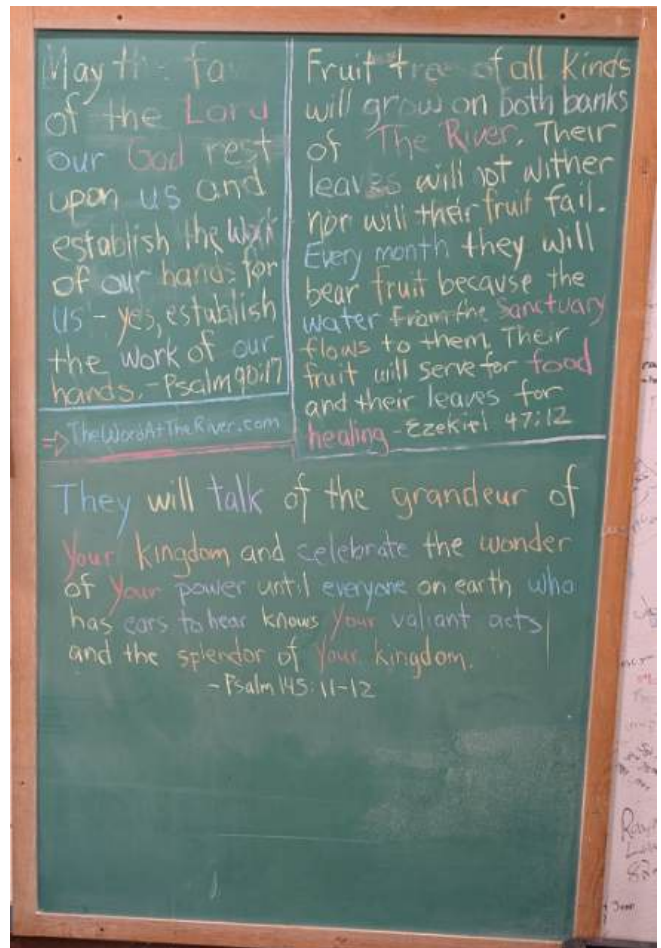 May the fa
of the Lord
our God rest
upon us and
establish the work
of our hands for
us - yes, establish
the work of our
hands. - Psalm 90:17
⇒ TheWordAtTheRiver.com
Fruit trees of all kinds
will grow on both banks
of The River. Their
leaves will not wither
nor will their fruit fail.
Every month they will
bear fruit because the
water from the Sanctuary
flows to them. Their
fruit will serve for food
and their leaves for
healing - Ezekiel 47:12
They will talk of the grandeur of
Your kingdom and celebrate the wonder
of Your power until everyone on earth who
has ears to hear knows Your valiant acts
and the splendor of Your kingdom.
- Psalm 145:11-12